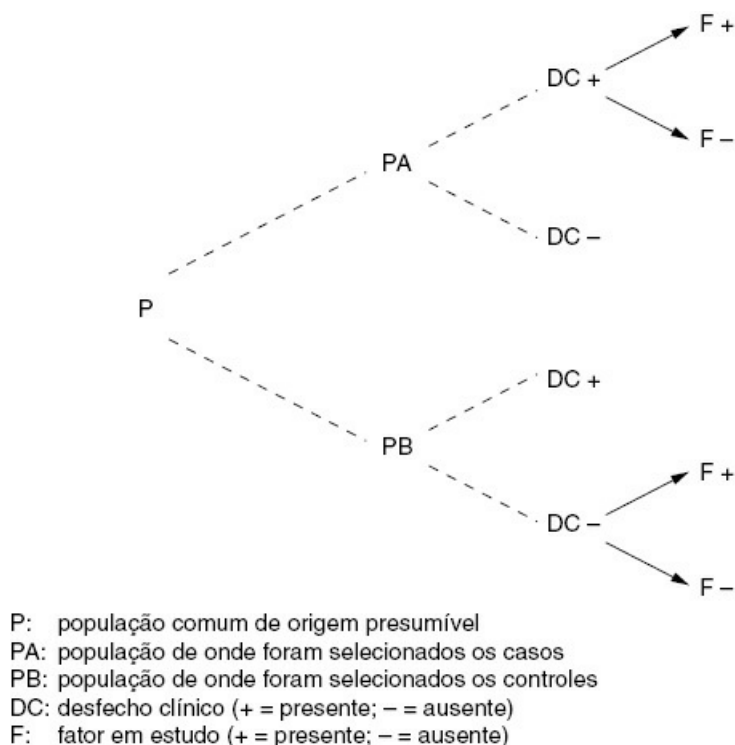 F +
DC +
F –
PA
DC –
P
DC +
PB
F +
DC –
F –
P: população comum de origem presumível
PA: população de onde foram selecionados os casos
PB: população de onde foram selecionados os controles
DC: desfecho clínico (+ = presente; – = ausente)
F: fator em estudo (+ = presente; – = ausente)